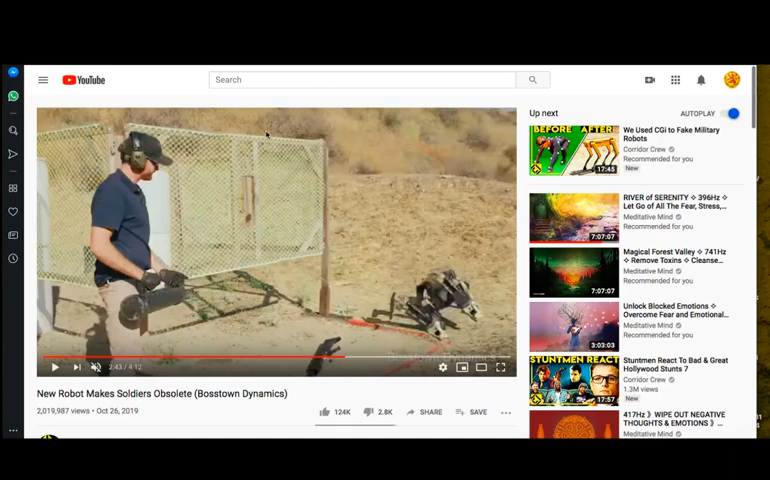 YouTube
Search
Bosstown Dynamics
2:43 / 4:12
New Robot Makes Soldiers Obsolete (Bosstown Dynamics)
2,019,987 views • Oct 26, 2019
124K
2.8K
SHARE
SAVE
Up next
AUTOPLAY
BEFORE AFTER
17:45
We Used CGi to Fake Military
Robots
Corridor Crew
Recommended for you
New
7:07:07
RIVER of SERENITY ✧ 396Hz ✧
Let Go of All The Fear, Stress,...
Meditative Mind
Recommended for you
7:07:07
Magical Forest Valley ✧ 741Hz
✧ Remove Toxins ✧ Cleanse...
Meditative Mind
Recommended for you
3:03:03
Unlock Blocked Emotions ✧
Overcome Fear and Emotional...
Meditative Mind
Recommended for you
STUNTMEN REACT
17:57
Stuntmen React To Bad & Great
Hollywood Stunts 7
Corridor Crew
1.3M views
New
417Hz 》WIPE OUT NEGATIVE
THOUGHTS & EMOTIONS 》...
Meditative Mind